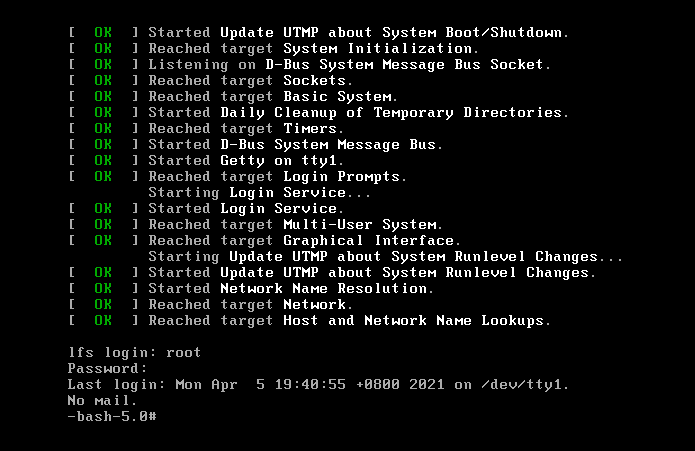 [  OK  ] Started Update UTMP about System Boot/Shutdown.
[  OK  ] Reached target System Initialization.
[  OK  ] Listening on D-Bus System Message Bus Socket.
[  OK  ] Reached target Sockets.
[  OK  ] Reached target Basic System.
[  OK  ] Started Daily Cleanup of Temporary Directories.
[  OK  ] Reached target Timers.
[  OK  ] Started D-Bus System Message Bus.
[  OK  ] Started Getty on tty1.
[  OK  ] Reached target Login Prompts.
         Starting Login Service...
[  OK  ] Started Login Service.
[  OK  ] Reached target Multi-User System.
[  OK  ] Reached target Graphical Interface.
         Starting Update UTMP about System Runlevel Changes...
[  OK  ] Started Update UTMP about System Runlevel Changes.
[  OK  ] Started Network Name Resolution.
[  OK  ] Reached target Network.
[  OK  ] Reached target Host and Network Name Lookups.
lfs login: root
Password:
Last login: Mon Apr  5 19:40:55 +0800 2021 on /dev/tty1.
No mail.
-bash-5.0#